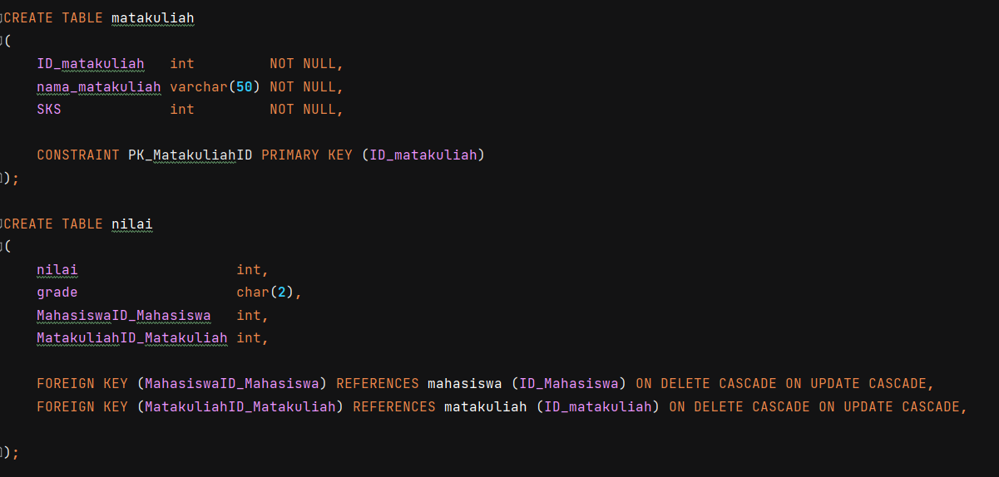 CREATE TABLE matakuliah
(
    ID_matakuliah   int         NOT NULL,
    nama_matakuliah varchar(50) NOT NULL,
    SKS             int         NOT NULL,
    CONSTRAINT PK_MatakuliahID PRIMARY KEY (ID_matakuliah)
);
CREATE TABLE nilai
(
    nilai                   int,
    grade                   char(2),
    MahasiswaID_Mahasiswa   int,
    MatakuliahID_Matakuliah int,
    FOREIGN KEY (MahasiswaID_Mahasiswa) REFERENCES mahasiswa (ID_Mahasiswa) ON DELETE CASCADE ON UPDATE CASCADE,
    FOREIGN KEY (MatakuliahID_Matakuliah) REFERENCES matakuliah (ID_matakuliah) ON DELETE CASCADE ON UPDATE CASCADE,
);